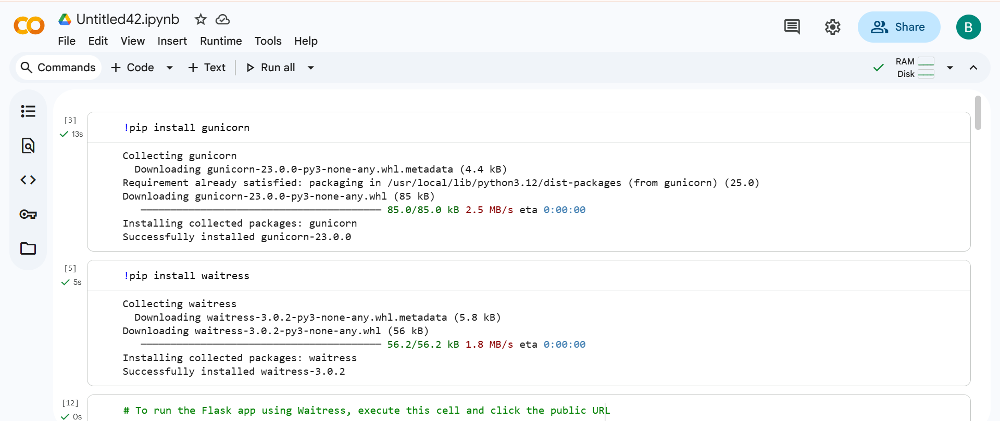 Untitled42.ipynb
File Edit View Insert Runtime Tools Help
Share
B
Commands + Code + Text Run all
RAM
Disk
[3]
13s
!pip install gunicorn
Collecting gunicorn
Downloading gunicorn-23.0.0-py3-none-any.whl.metadata (4.4 kB)
Requirement already satisfied: packaging in /usr/local/lib/python3.12/dist-packages (from gunicorn) (25.0)
Downloading gunicorn-23.0.0-py3-none-any.whl (85 kB)
85.0/85.0 kB 2.5 MB/s eta 0:00:00
Installing collected packages: gunicorn
Successfully installed gunicorn-23.0.0
[5]
5s
!pip install waitress
Collecting waitress
Downloading waitress-3.0.2-py3-none-any.whl.metadata (5.8 kB)
Downloading waitress-3.0.2-py3-none-any.whl (56 kB)
56.2/56.2 kB 1.8 MB/s eta 0:00:00
Installing collected packages: waitress
Successfully installed waitress-3.0.2
[12]
0s
# To run the Flask app using Waitress, execute this cell and click the public URL